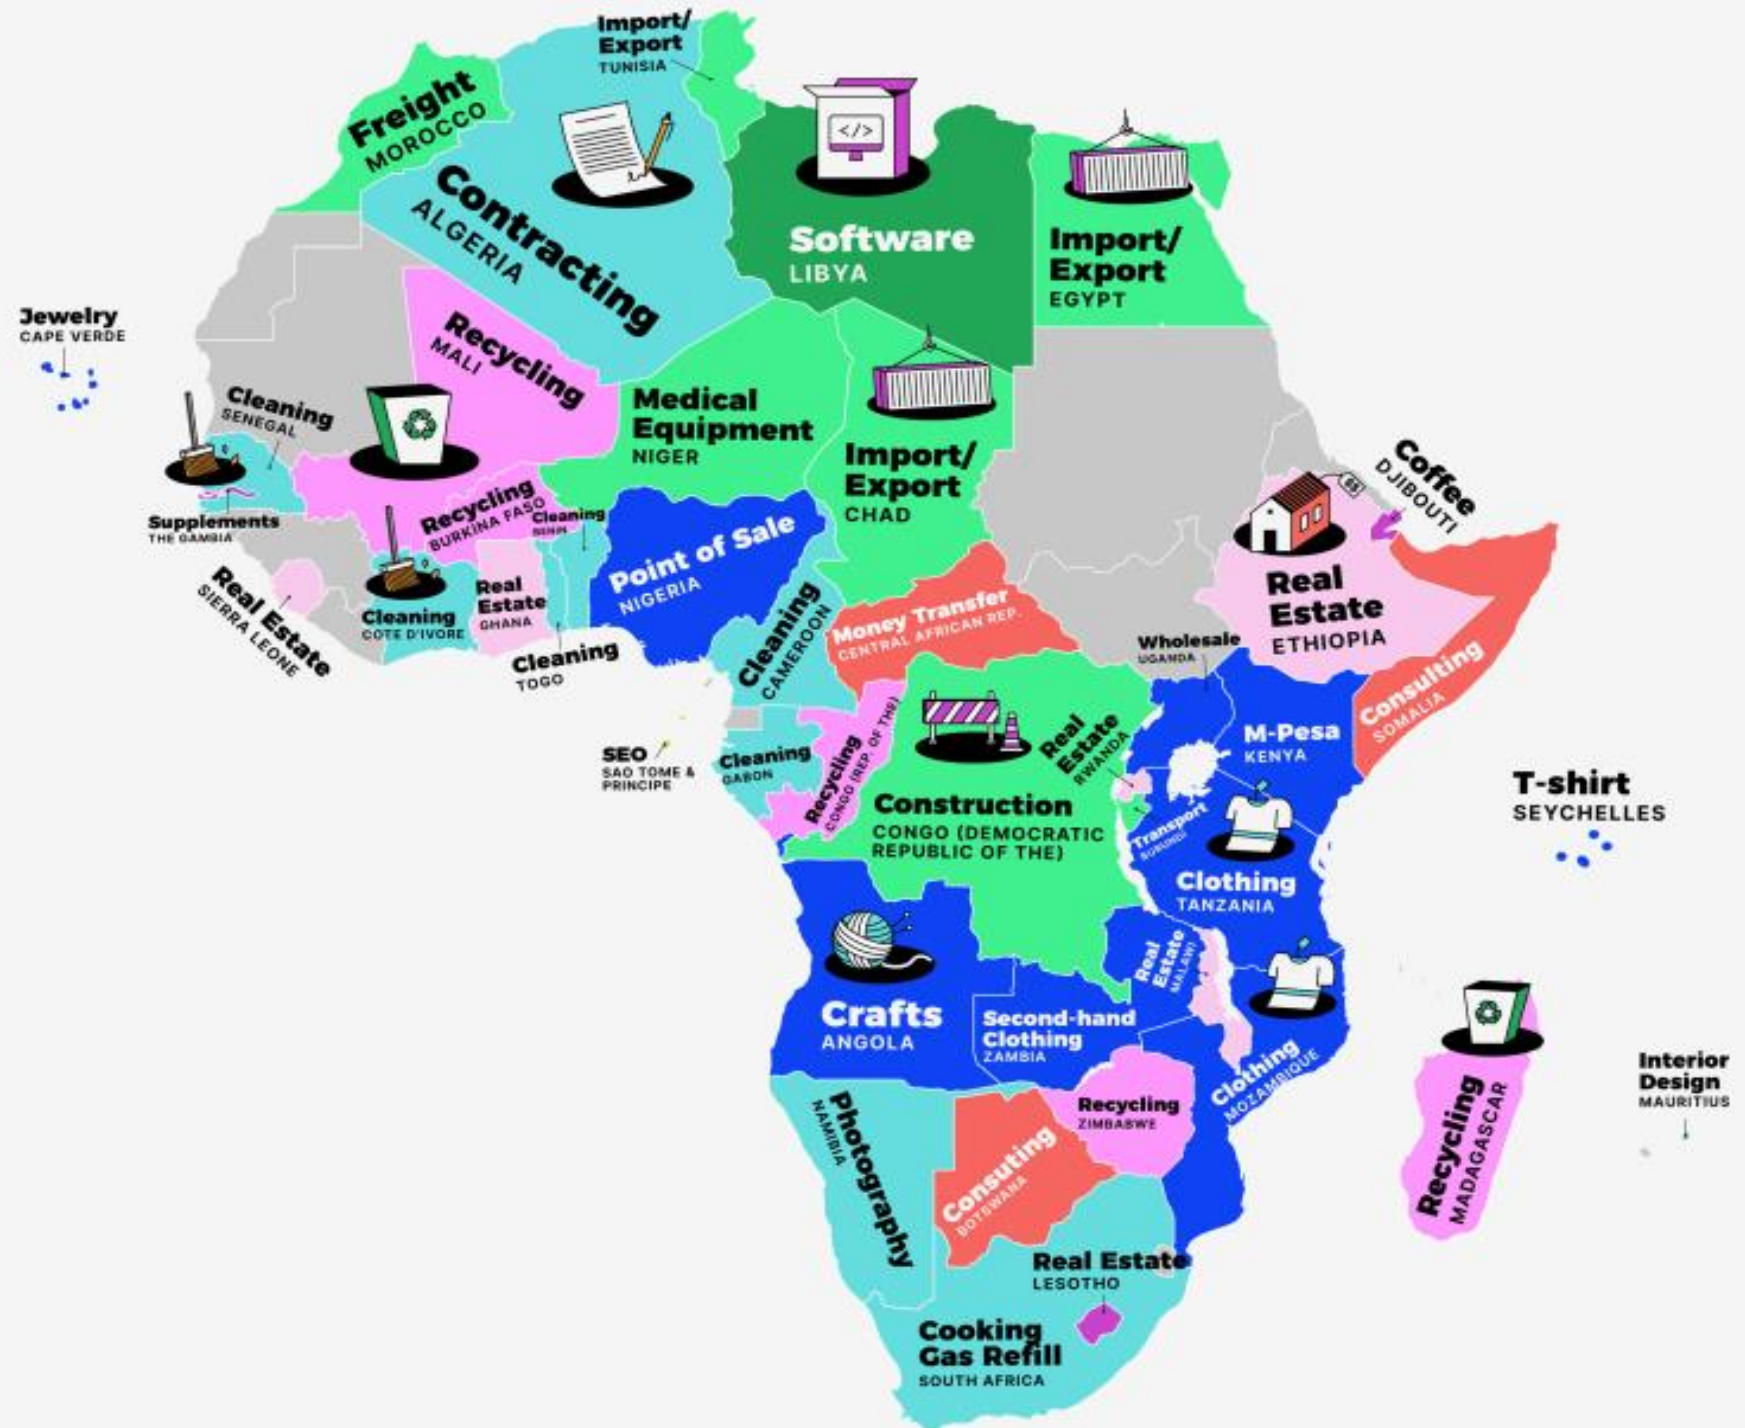 Import/
Export
TUNISIA
Freight
MOROCCO
Contracting
ALGERIA
</>
Software
LIBYA
Import/
Export
EGYPT
Jewelry
CAPE VERDE
Recycling
MALI
Cleaning
SENEGAL
Medical
Equipment
NIGER
Import/
Export
CHAD
Coffee
DJIBOUTI
Supplements
THE GAMBIA
Recycling
BURKINA FASO
Cleaning
BENIN
Point of Sale
NIGERIA
Real Estate
SIERRA LEONE
Cleaning
COTE D'IVORE
Real
Estate
GHANA
Cleaning
TOGO
Cleaning
CAMEROON
Money Transfer
CENTRAL AFRICAN REP.
Real
Estate
ETHIOPIA
Wholesale
UGANDA
Consulting
SOMALIA
SEO
SAO TOME &
PRINCIPE
Cleaning
GABON
Recycling
CONGO (REP. OF THE)
Real
Estate
RWANDA
M-Pesa
KENYA
Construction
CONGO (DEMOCRATIC
REPUBLIC OF THE)
Transport
BURUNDI
T-shirt
SEYCHELLES
Clothing
TANZANIA
Real
Estate
MALAWI
Crafts
ANGOLA
Second-hand
Clothing
ZAMBIA
Clothing
MOZAMBIQUE
Recycling
MADAGASCAR
Interior
Design
MAURITIUS
Photography
NAMIBIA
Recycling
ZIMBABWE
Consuting
BOTSWANA
Real Estate
LESOTHO
Cooking
Gas Refill
SOUTH AFRICA